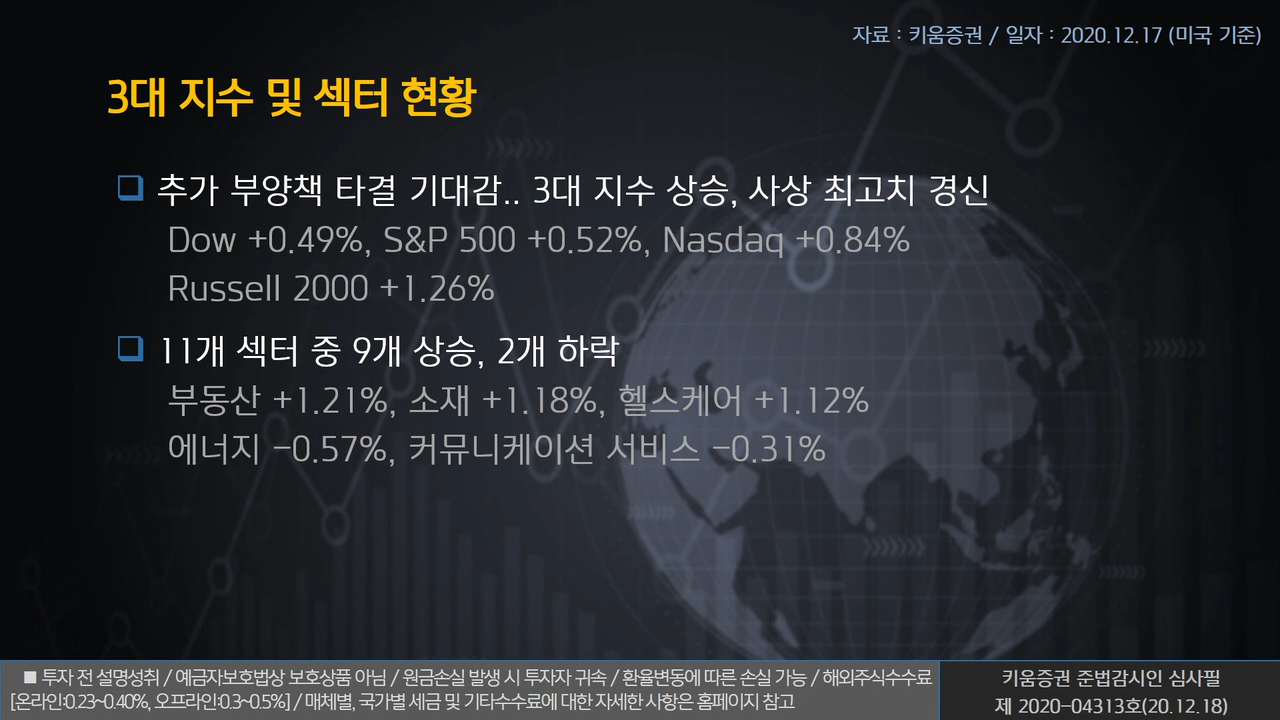 자료 : 키움증권 / 일자 : 2020.12.17 (미국 기준)
3대 지수 및 섹터 현황
❑ 추가 부양책 타결 기대감.. 3대 지수 상승, 사상 최고치 경신
Dow +0.49%, S&P 500 +0.52%, Nasdaq +0.84%
Russell 2000 +1.26%
❑ 11개 섹터 중 9개 상승, 2개 하락
부동산 +1.21%, 소재 +1.18%, 헬스케어 +1.12%
에너지 −0.57%, 커뮤니케이션 서비스 −0.31%
■ 투자 전 설명성취 / 예금자보호법상 보호상품 아님 / 원금손실 발생 시 투자자 귀속 / 환율변동에 따른 손실 가능 / 해외주식수수료
[온라인:0.23~0.40%, 오프라인:0.3~0.5%] / 매체별, 국가별 세금 및 기타수수료에 대한 자세한 사항은 홈페이지 참고
키움증권 준법감시인 심사필
제 2020-04313호(20.12.18)